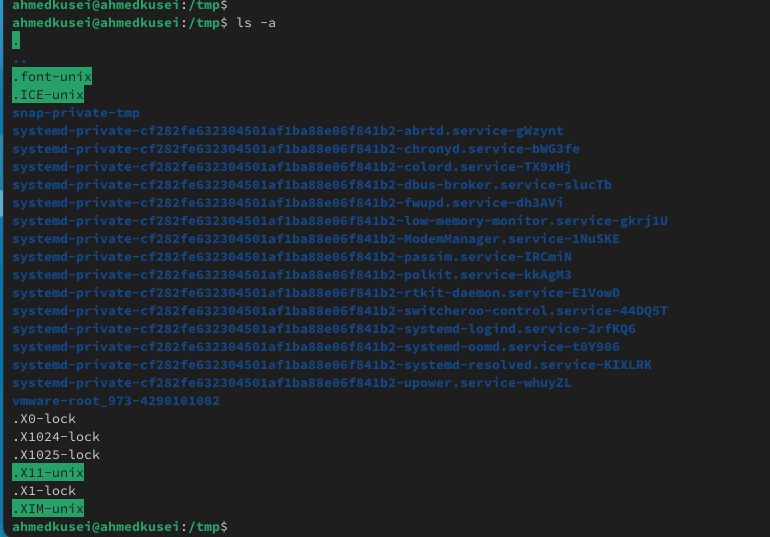 ahmedkusei@ahmedkusei:/tmp$
ahmedkusei@ahmedkusei:/tmp$ ls -a
.
..
.font-unix
.ICE-unix
snap-private-tmp
systemd-private-cf282fe632304501af1ba88e06f841b2-abrtd.service-gWzynt
systemd-private-cf282fe632304501af1ba88e06f841b2-chronyd.service-bWG3fe
systemd-private-cf282fe632304501af1ba88e06f841b2-colord.service-TX9xHj
systemd-private-cf282fe632304501af1ba88e06f841b2-dbus-broker.service-slucTb
systemd-private-cf282fe632304501af1ba88e06f841b2-fwupd.service-dh3AVi
systemd-private-cf282fe632304501af1ba88e06f841b2-low-memory-monitor.service-gkrj1U
systemd-private-cf282fe632304501af1ba88e06f841b2-ModemManager.service-1NuSKE
systemd-private-cf282fe632304501af1ba88e06f841b2-passim.service-IRCmiN
systemd-private-cf282fe632304501af1ba88e06f841b2-polkit.service-kkAgM3
systemd-private-cf282fe632304501af1ba88e06f841b2-rtkit-daemon.service-E1VowD
systemd-private-cf282fe632304501af1ba88e06f841b2-switcheroo-control.service-44DQ5T
systemd-private-cf282fe632304501af1ba88e06f841b2-systemd-logind.service-2rfKQ6
systemd-private-cf282fe632304501af1ba88e06f841b2-systemd-oomd.service-t0Y906
systemd-private-cf282fe632304501af1ba88e06f841b2-systemd-resolved.service-KIXLRK
systemd-private-cf282fe632304501af1ba88e06f841b2-upower.service-whuyZL
vmware-root_973-4290101002
.X0-lock
.X1024-lock
.X1025-lock
.X11-unix
.X1-lock
.XIM-unix
ahmedkusei@ahmedkusei:/tmp$